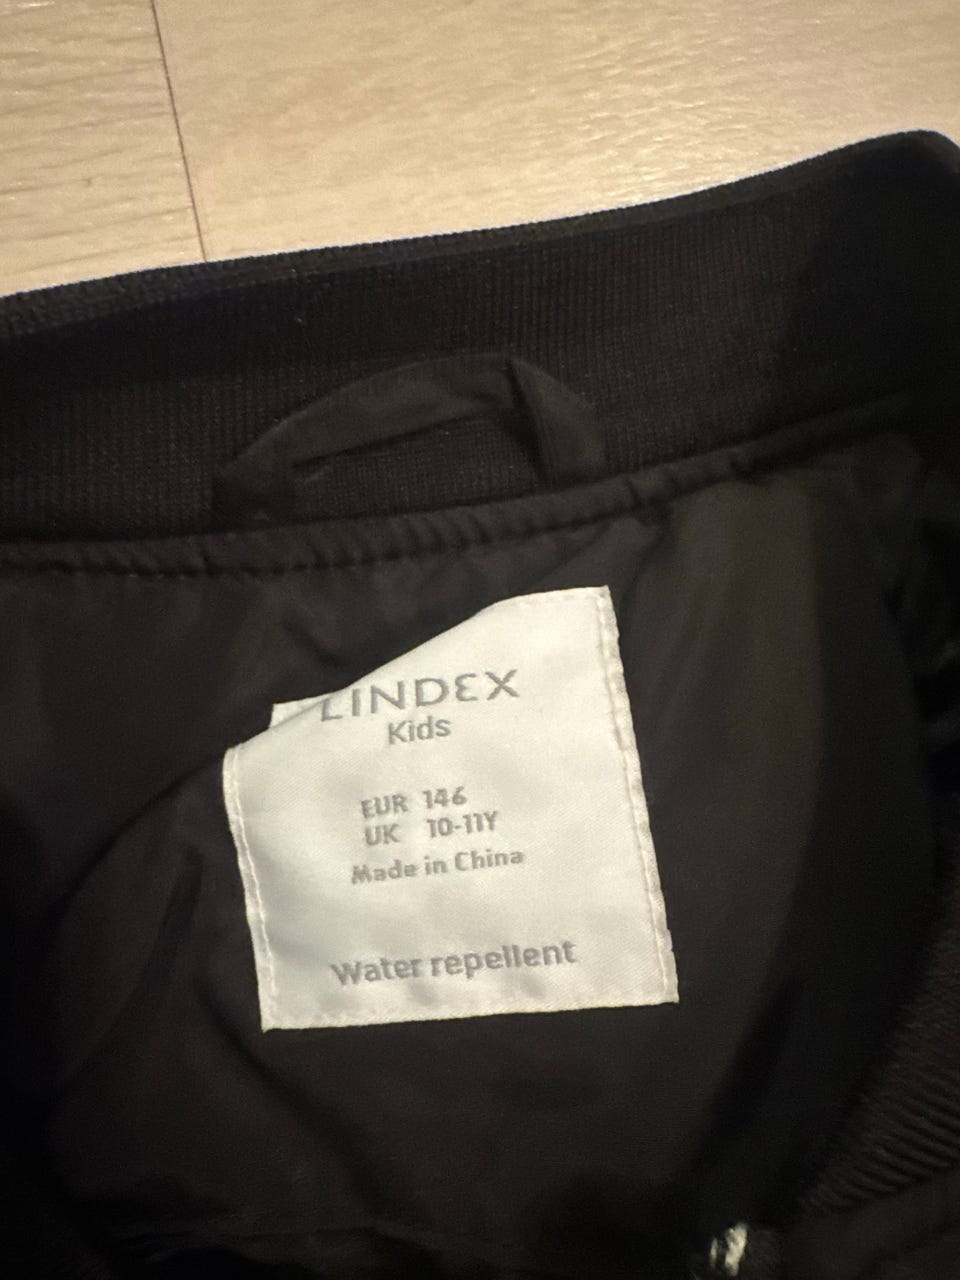 LINDEX
Kids
EUR 146
UK 10-11Y
Made in China
Water repellent